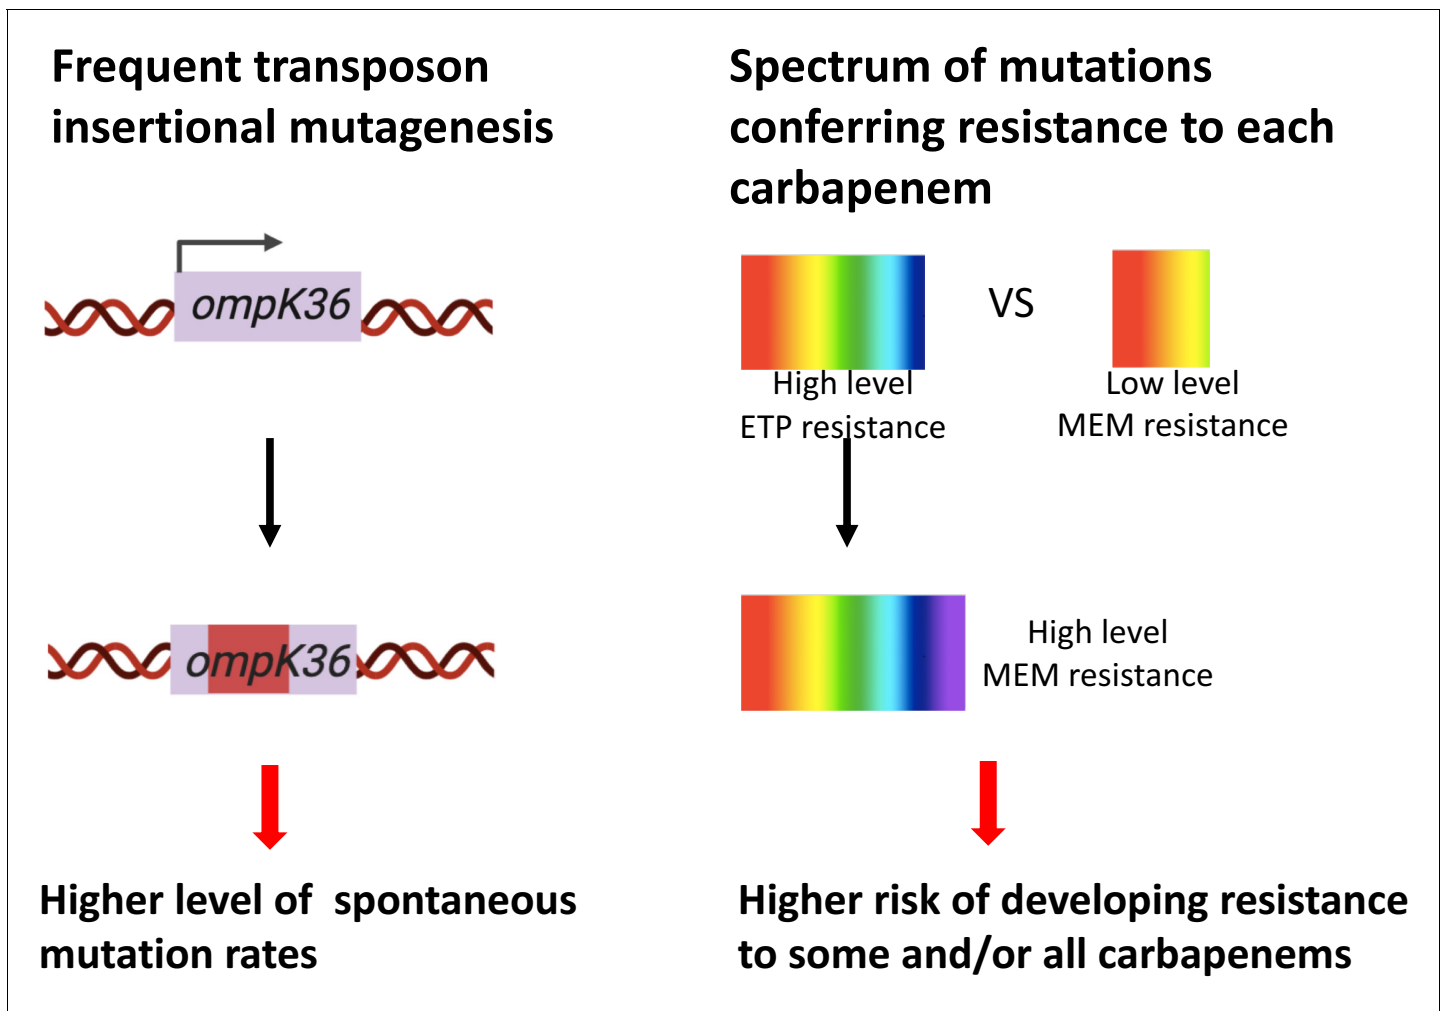 Frequent transposon
insertional mutagenesis
ompK36
ompK36
Higher level of  spontaneous
mutation rates
Spectrum of mutations
conferring resistance to each
carbapenem
VS
High level
ETP resistance
Low level
MEM resistance
High level
MEM resistance
Higher risk of developing resistance
to some and/or all carbapenems